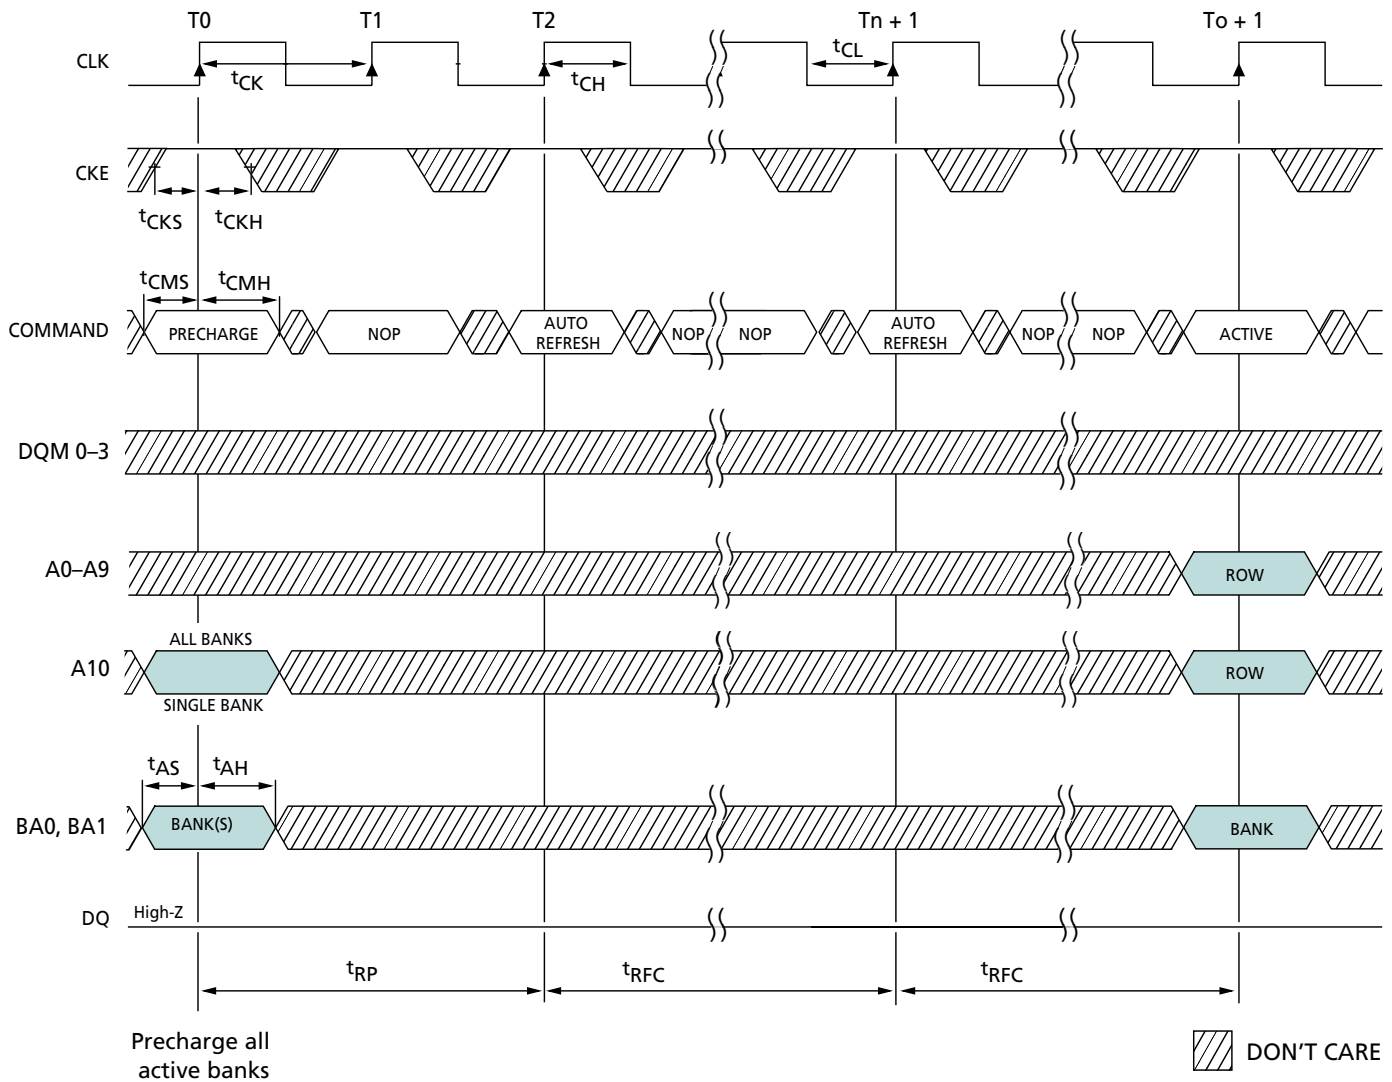 T0 T1 T2 Tn + 1 To + 1
CLK
tCK tCH tCL
CKE
tCKS tCKH
tCMS tCMH
COMMAND PRECHARGE NOP AUTO REFRESH NOP NOP AUTO REFRESH NOP NOP ACTIVE
DQM 0–3
A0–A9 ROW
ALL BANKS
A10 ROW
SINGLE BANK
tAS tAH
BA0, BA1 BANK(S) BANK
DQ High-Z
tRP tRFC tRFC
Precharge all
active banks
DON'T CARE